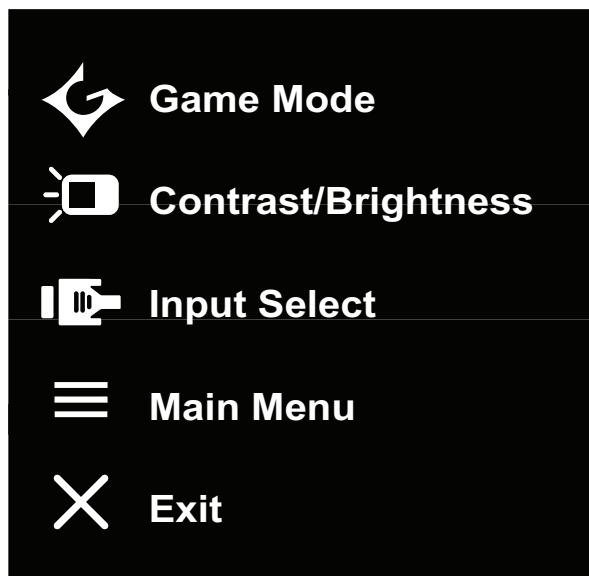 Game Mode
Contrast/Brightness
Input Select
Main Menu
Exit